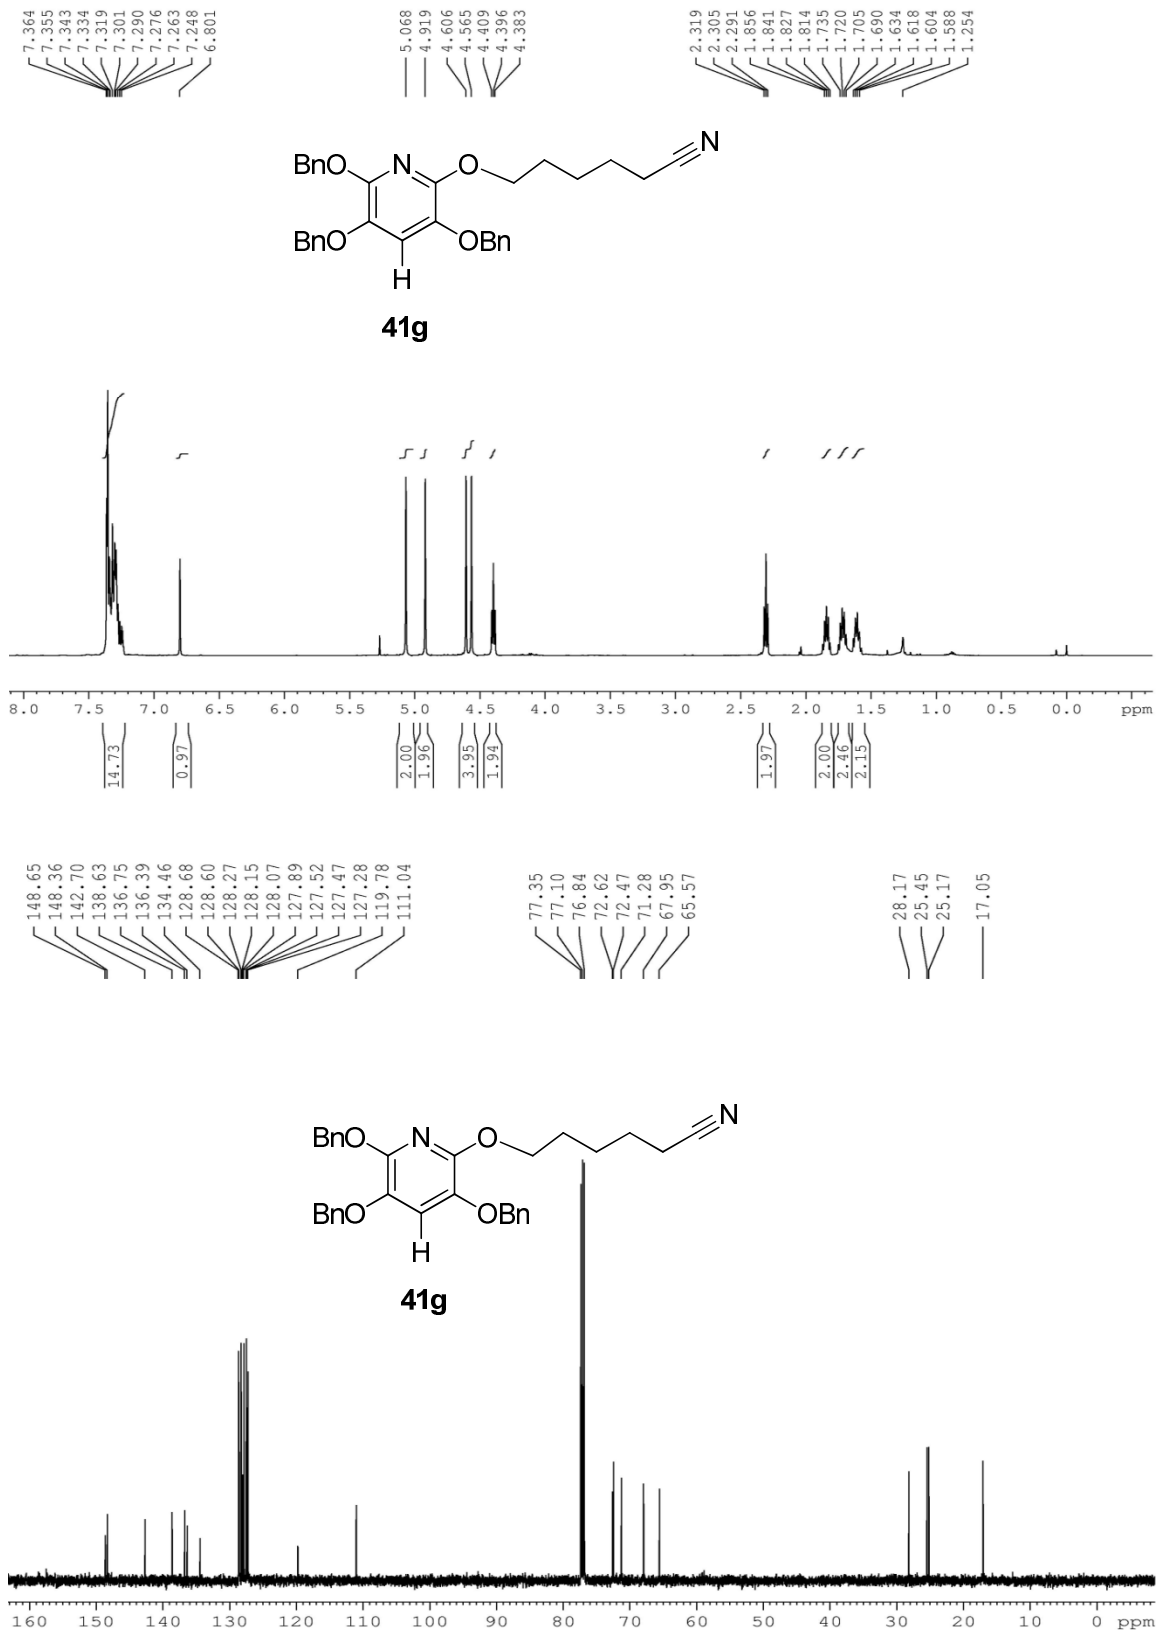 7.364 7.355 7.343 7.334 7.319 7.301 7.290 7.276 7.263 7.248 6.801 5.068 4.919 4.606 4.565 4.409 4.396 4.383 2.319 2.305 2.291 1.856 1.841 1.827 1.814 1.735 1.720 1.705 1.690 1.634 1.618 1.604 1.588 1.254
BnO N O N
BnO OBn
H
41g
8.0 7.5 7.0 6.5 6.0 5.5 5.0 4.5 4.0 3.5 3.0 2.5 2.0 1.5 1.0 0.5 0.0 ppm
14.73 0.97 2.00 1.96 3.95 1.94 1.97 2.00 2.46 2.15
148.65 148.36 142.70 138.63 136.75 136.39 134.46 128.68 128.60 128.27 128.15 128.07 127.89 127.52 127.47 127.28 119.78 111.04 77.35 77.10 76.84 72.62 72.47 71.28 67.95 65.57 28.17 25.45 25.17 17.05
BnO N O N
BnO OBn
H
41g
160 150 140 130 120 110 100 90 80 70 60 50 40 30 20 10 0 ppm